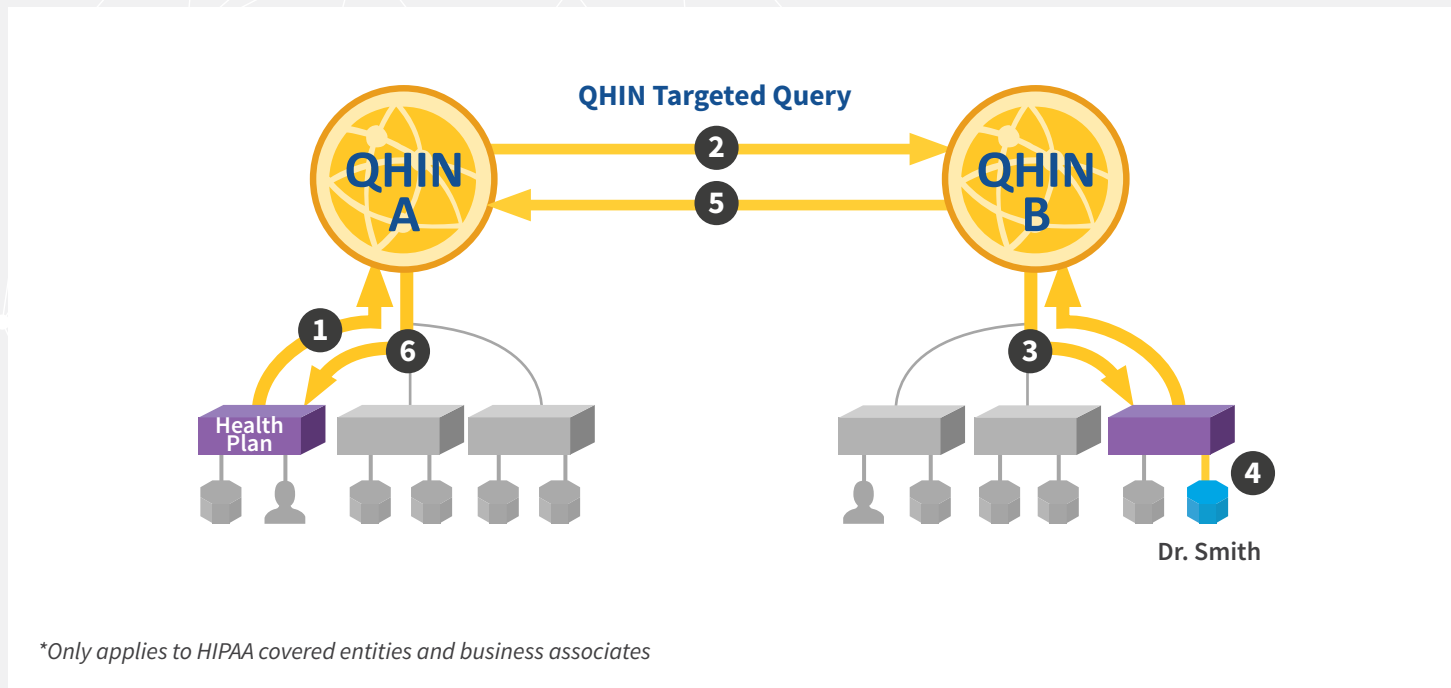 QHIN Targeted Query
QHIN
A
2
5
QHIN
B
1
6
3
Health
Plan
4
Dr. Smith
*Only applies to HIPAA covered entities and business associates